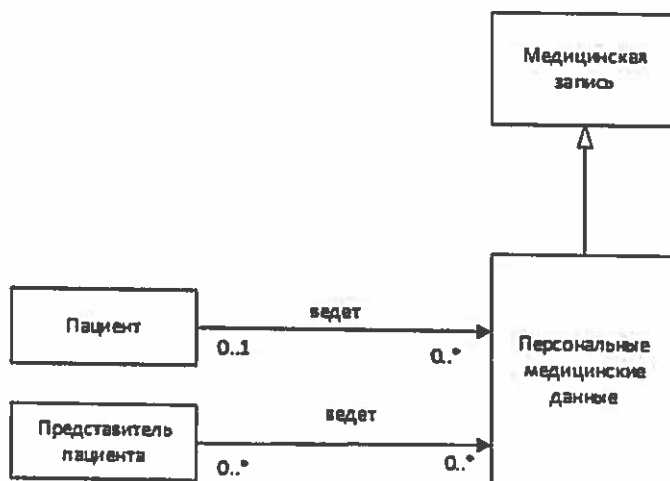 Медицинская
запись
Пациент
ведет
0..1
0..*
Персональные
медицинские
данные
Представитель
пациента
ведет
0..*
0..*